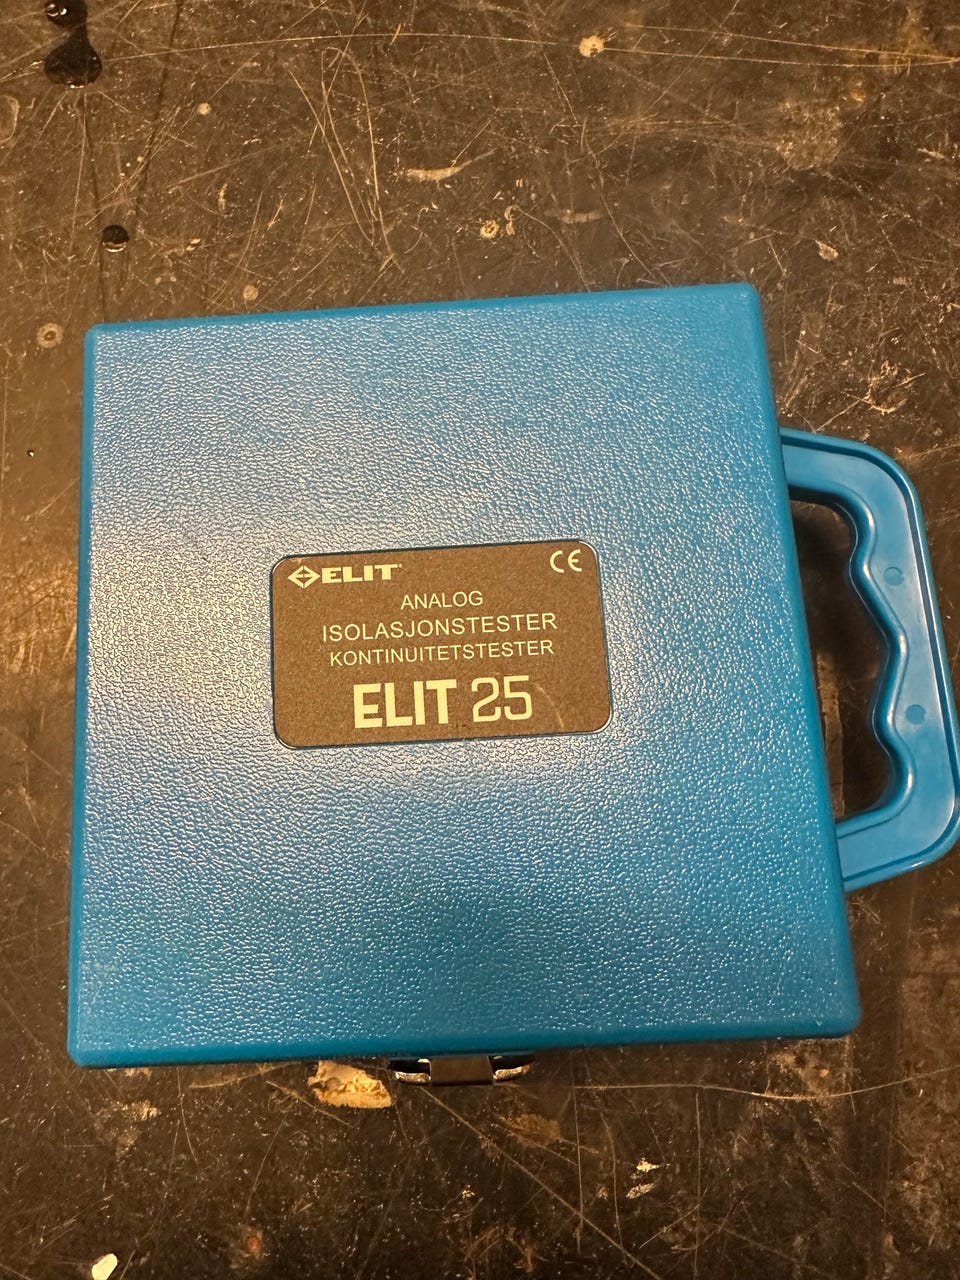 ELIT CE
ANALOG
ISOLASJONSTESTER
KONTINUITETSTESTER
ELIT 25